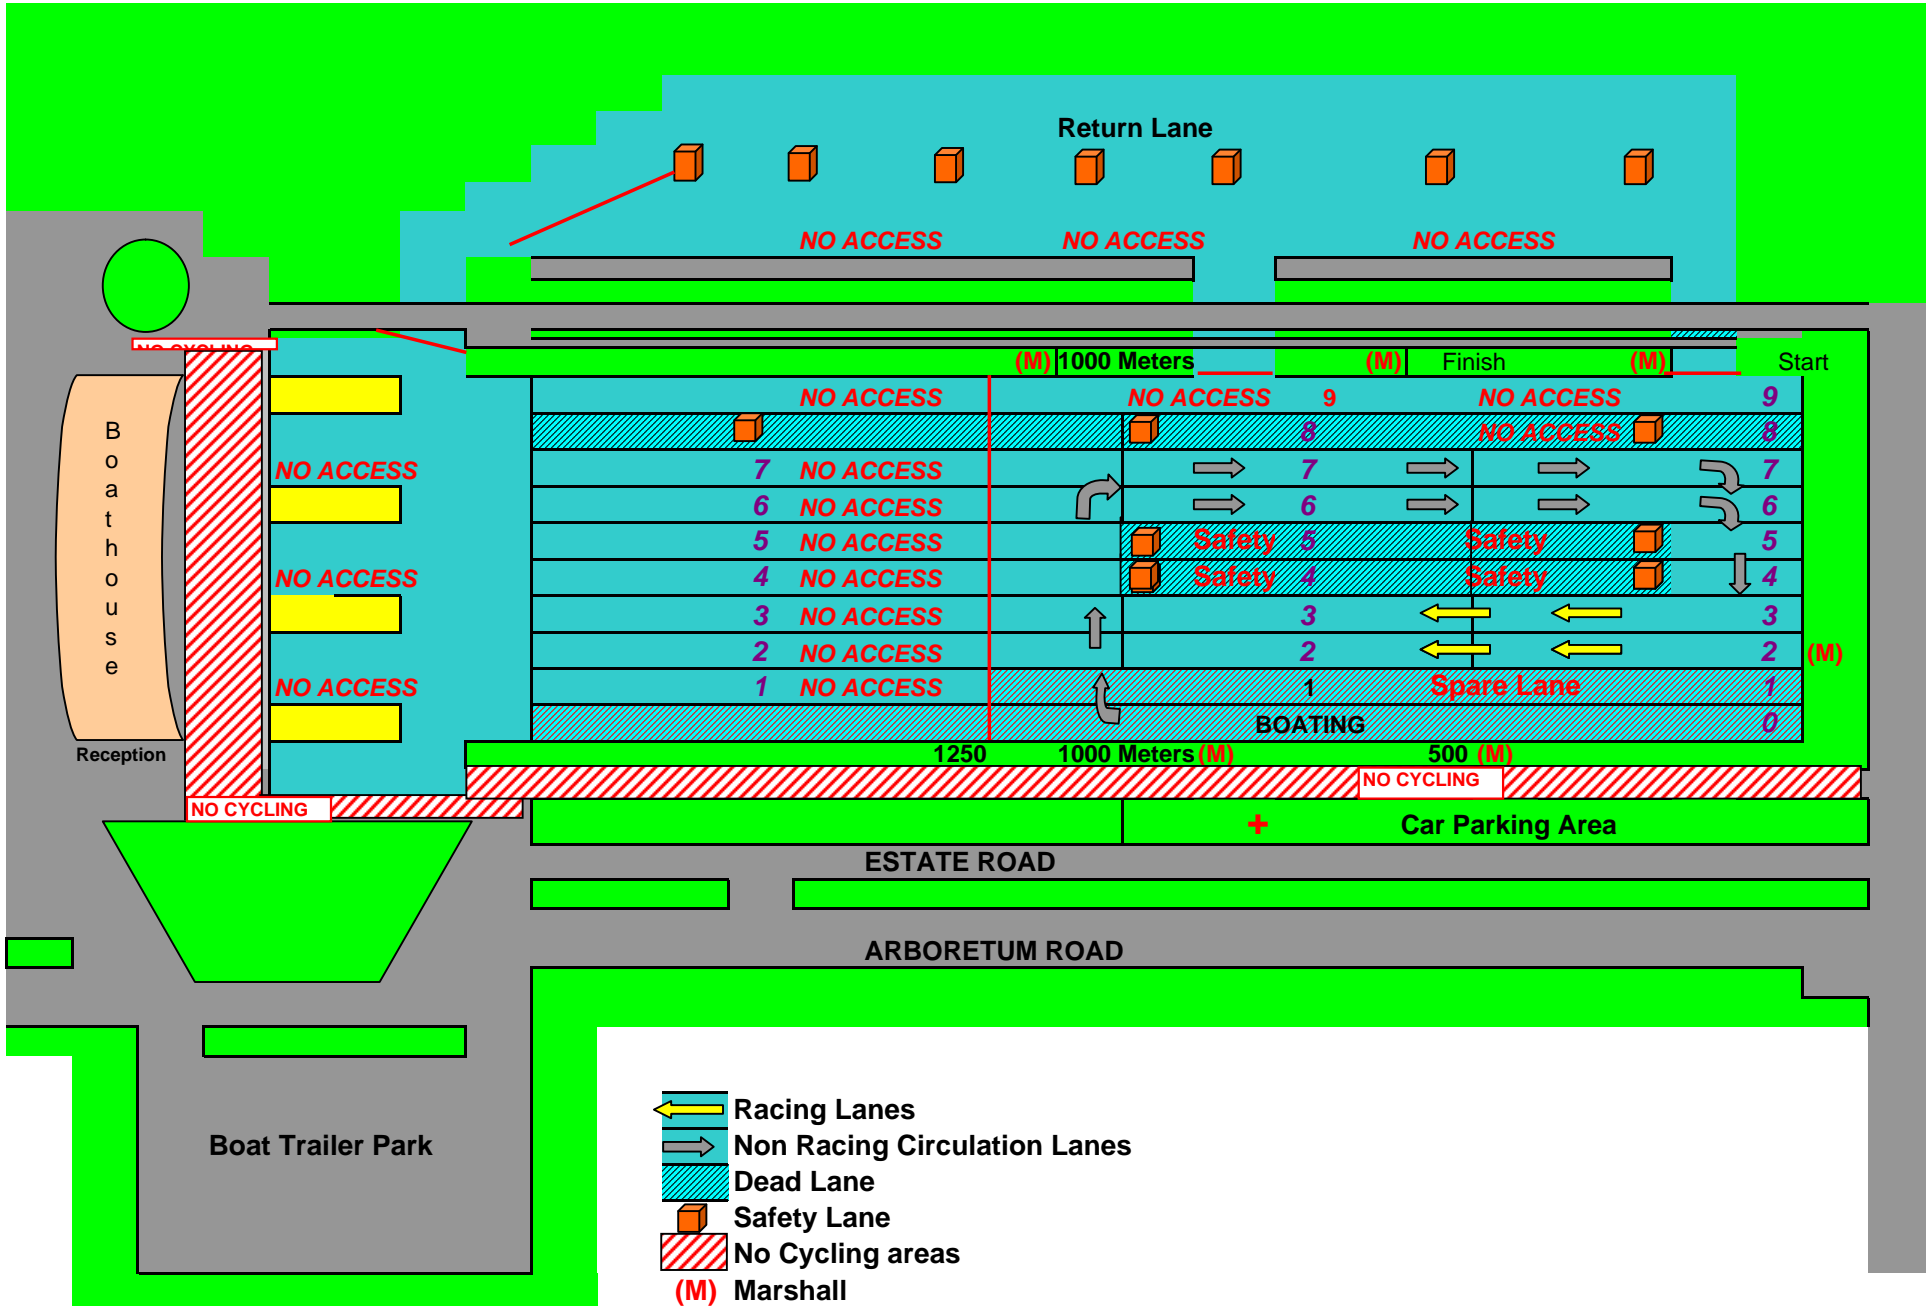 Return Lane
NO ACCESS NO ACCESS NO ACCESS
NO CYCLING
(M) 1000 Meters (M) Finish (M) Start
NO ACCESS NO ACCESS 9 NO ACCESS 9
8 NO ACCESS 8
NO ACCESS 7 NO ACCESS 7 7
6 NO ACCESS 6 6
5 NO ACCESS Safety 5 Safety 5
NO ACCESS 4 NO ACCESS Safety 4 Safety 4
3 NO ACCESS 3 3
2 NO ACCESS 2 2 (M)
NO ACCESS 1 NO ACCESS 1 Spare Lane 1
BOATING 0
Boathouse
Reception
1250 1000 Meters (M) 500 (M)
NO CYCLING
NO CYCLING
+ Car Parking Area
ESTATE ROAD
ARBORETUM ROAD
Boat Trailer Park
Racing Lanes
Non Racing Circulation Lanes
Dead Lane
Safety Lane
No Cycling areas
(M) Marshall